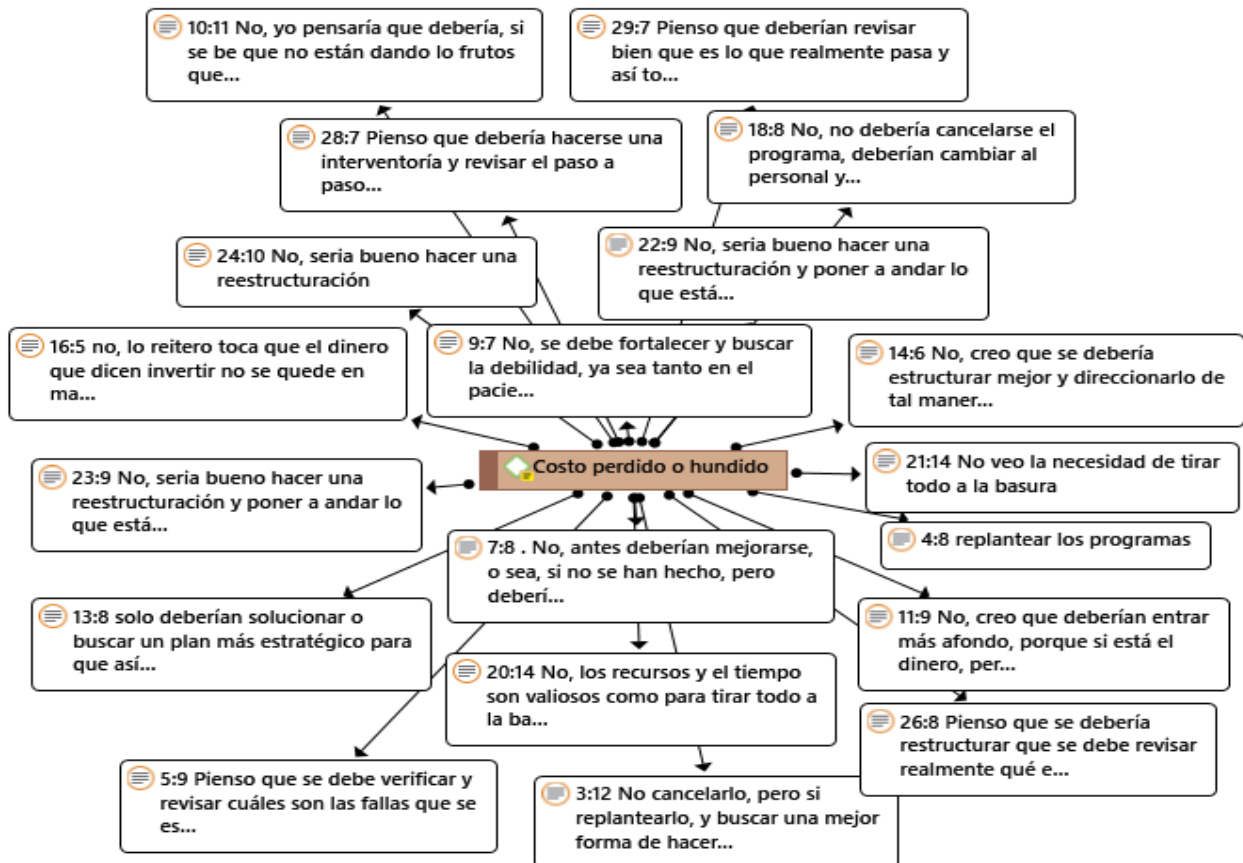 10:11 No, yo pensaría que debería, si
se be que no están dando lo frutos
que...
29:7 Pienso que deberían revisar
bien que es lo que realmente pasa y
así to...
28:7 Pienso que debería hacerse una
interventoría y revisar el paso a
paso...
18:8 No, no debería cancelarse el
programa, deberían cambiar al
personal y...
24:10 No, seria bueno hacer una
reestructuración
22:9 No, seria bueno hacer una
reestructuración y poner a andar lo
que está...
16:5 no, lo reitero toca que el dinero
que dicen invertir no se quede en
ma...
9:7 No, se debe fortalecer y buscar
la debilidad, ya sea tanto en el
pacie...
14:6 No, creo que se debería
estructurar mejor y direccionarlo de
tal maner...
23:9 No, seria bueno hacer una
reestructuración y poner a andar lo
que está...
Costo perdido o hundido
21:14 No veo la necesidad de tirar
todo a la basura
4:8 replantear los programas
7:8 . No, antes deberían mejorarse,
o sea, si no se han hecho, pero
deberí...
13:8 solo deberían solucionar o
buscar un plan más estratégico para
que así...
11:9 No, creo que deberían entrar
más afondo, porque si está el
dinero, per...
20:14 No, los recursos y el tiempo
son valiosos como para tirar todo a
la ba...
26:8 Pienso que se debería
restructurar que se debe revisar
realmente qué e...
5:9 Pienso que se debe verificar y
revisar cuáles son las fallas que se
es...
3:12 No cancelarlo, pero si
replantearlo, y buscar una mejor
forma de hacer...